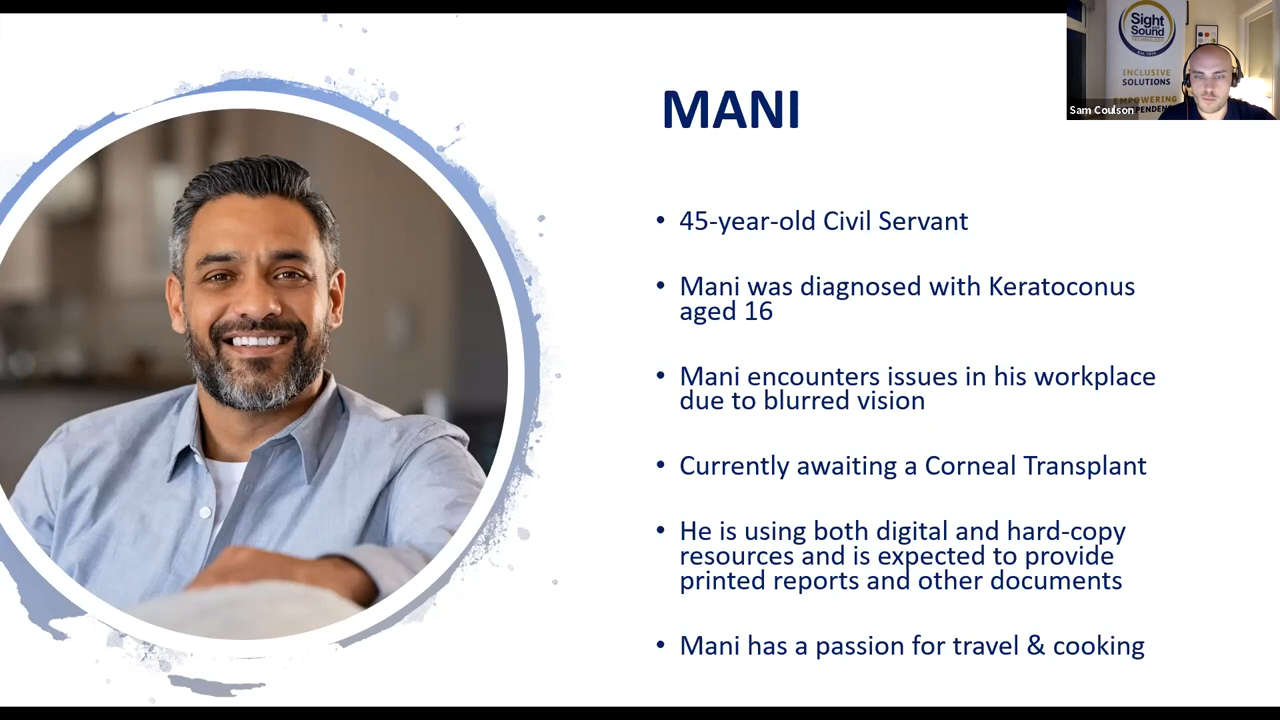 MANI
• 45-year-old Civil Servant
• Mani was diagnosed with Keratoconus
aged 16
• Mani encounters issues in his workplace
due to blurred vision
• Currently awaiting a Corneal Transplant
• He is using both digital and hard-copy
resources and is expected to provide
printed reports and other documents
• Mani has a passion for travel & cooking
Sight
Sound
INCLUSIVE
SOLUTIONS
EMPOWERING
Sam Coulson